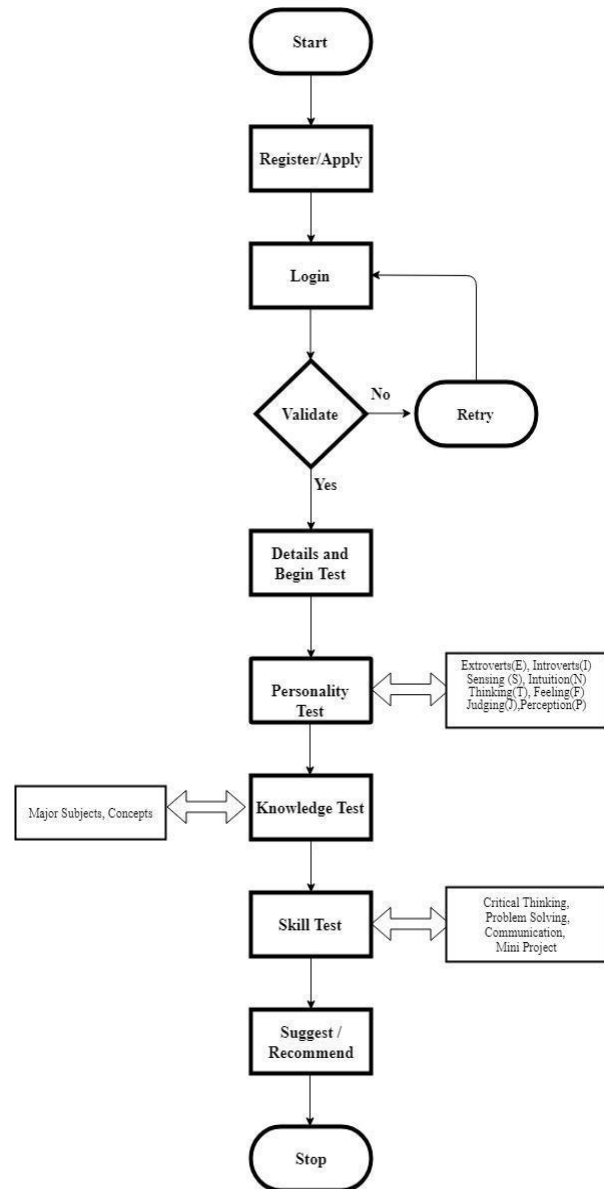 Start
Register/Apply
Login
Validate
No
Retry
Yes
Details and
Begin Test
Personality
Test
Extroverts(E), Introverts(I)
Sensing (S), Intuition(N)
Thinking(T), Feeling(F)
Judging(J),Perception(P)
Knowledge Test
Major Subjects, Concepts
Skill Test
Critical Thinking,
Problem Solving,
Communication,
Mini Project
Suggest /
Recommend
Stop